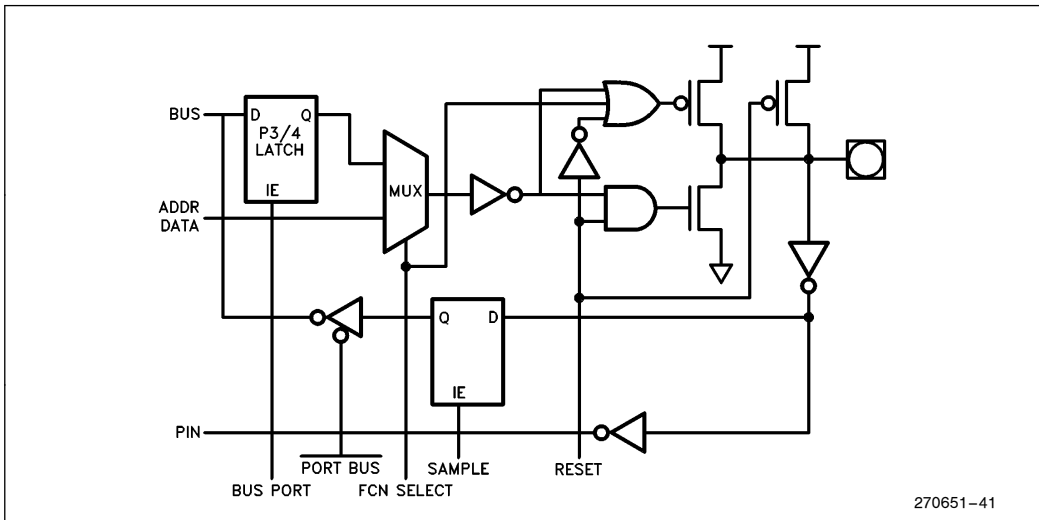 BUS
D
Q
P3/4
LATCH
IE
MUX
ADDR
DATA
Q
D
IE
PIN
PORT BUS
SAMPLE
RESET
BUS PORT
FCN SELECT
270651–41